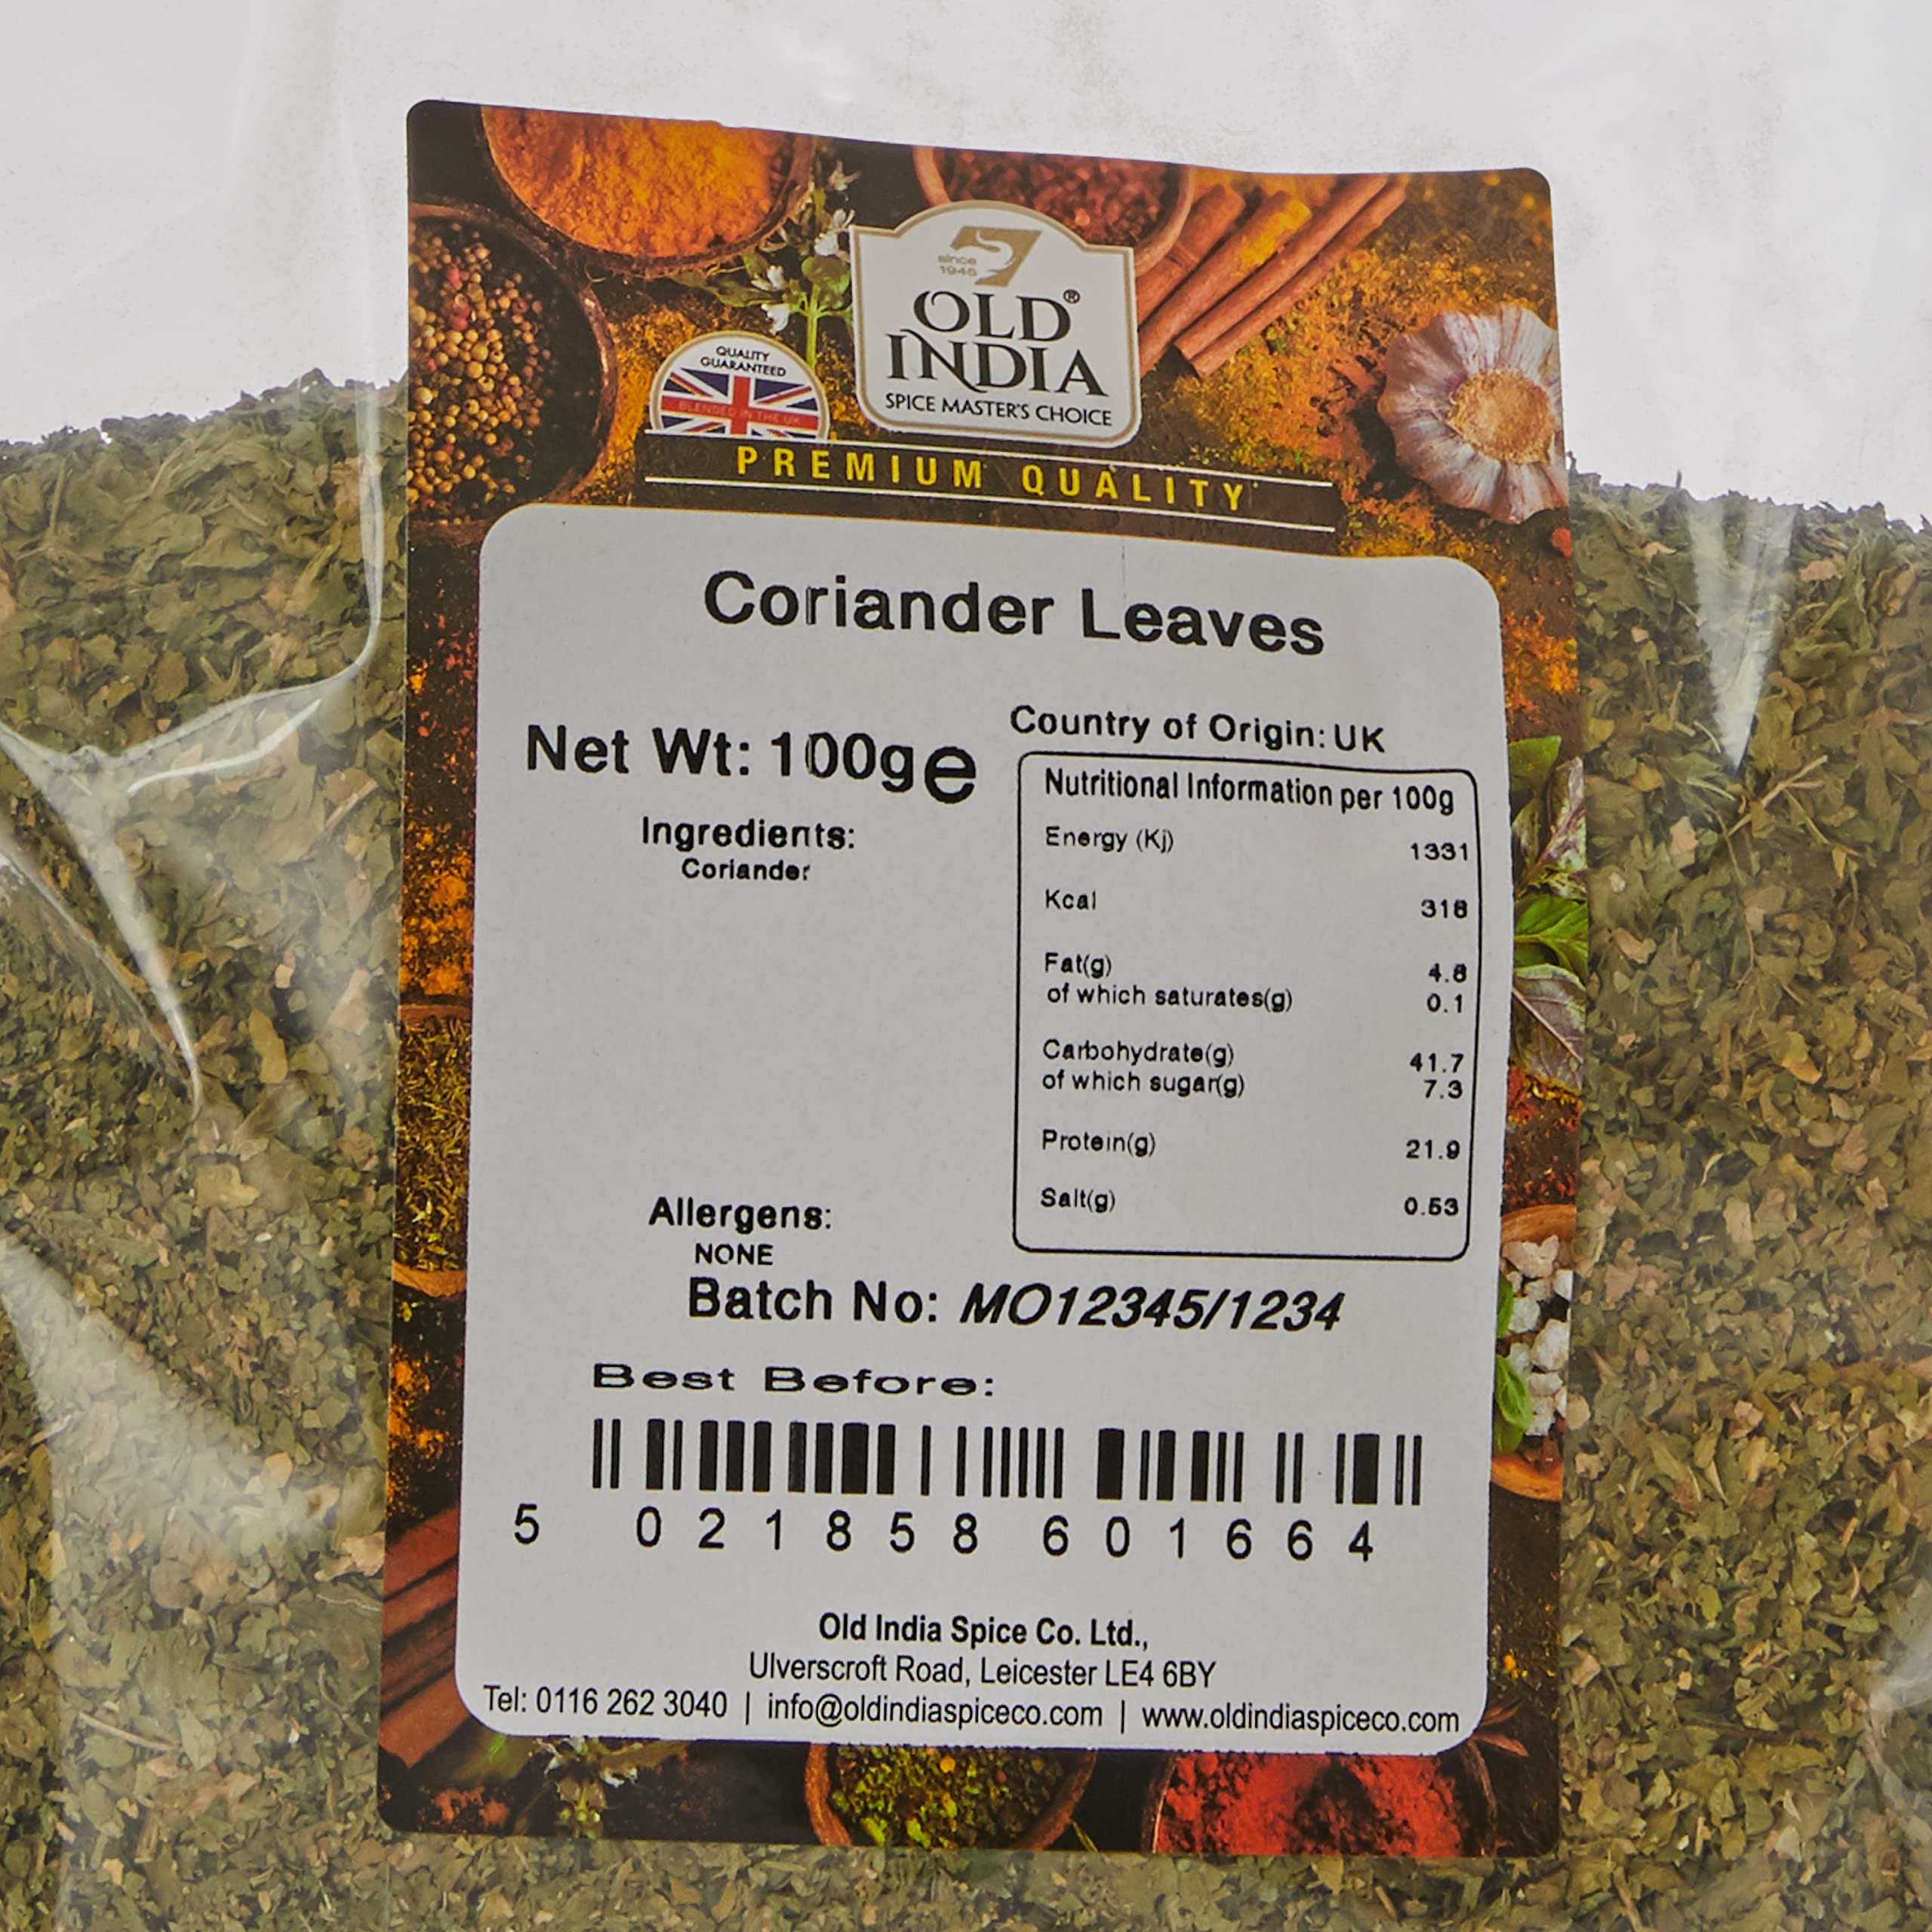 since
1945
OLD®
INDIA
SPICE MASTER'S CHOICE
QUALITY
GUARANTEED
BLENDED IN THE UK
PREMIUM QUALITY
Coriander Leaves
Net Wt: 100g e
Ingredients:
Coriander
Country of Origin: UK
Nutritional Information per 100g
Energy (Kj) 1331
Kcal 318
Fat(g) 4.8
of which saturates(g) 0.1
Carbohydrate(g) 41.7
of which sugar(g) 7.3
Protein(g) 21.9
Salt(g) 0.53
Allergens:
NONE
Batch No: MO12345/1234
Best Before:
5 021858 601664
Old India Spice Co. Ltd.,
Ulverscroft Road, Leicester LE4 6BY
Tel: 0116 262 3040 | info@oldindiaspiceco.com | www.oldindiaspiceco.com